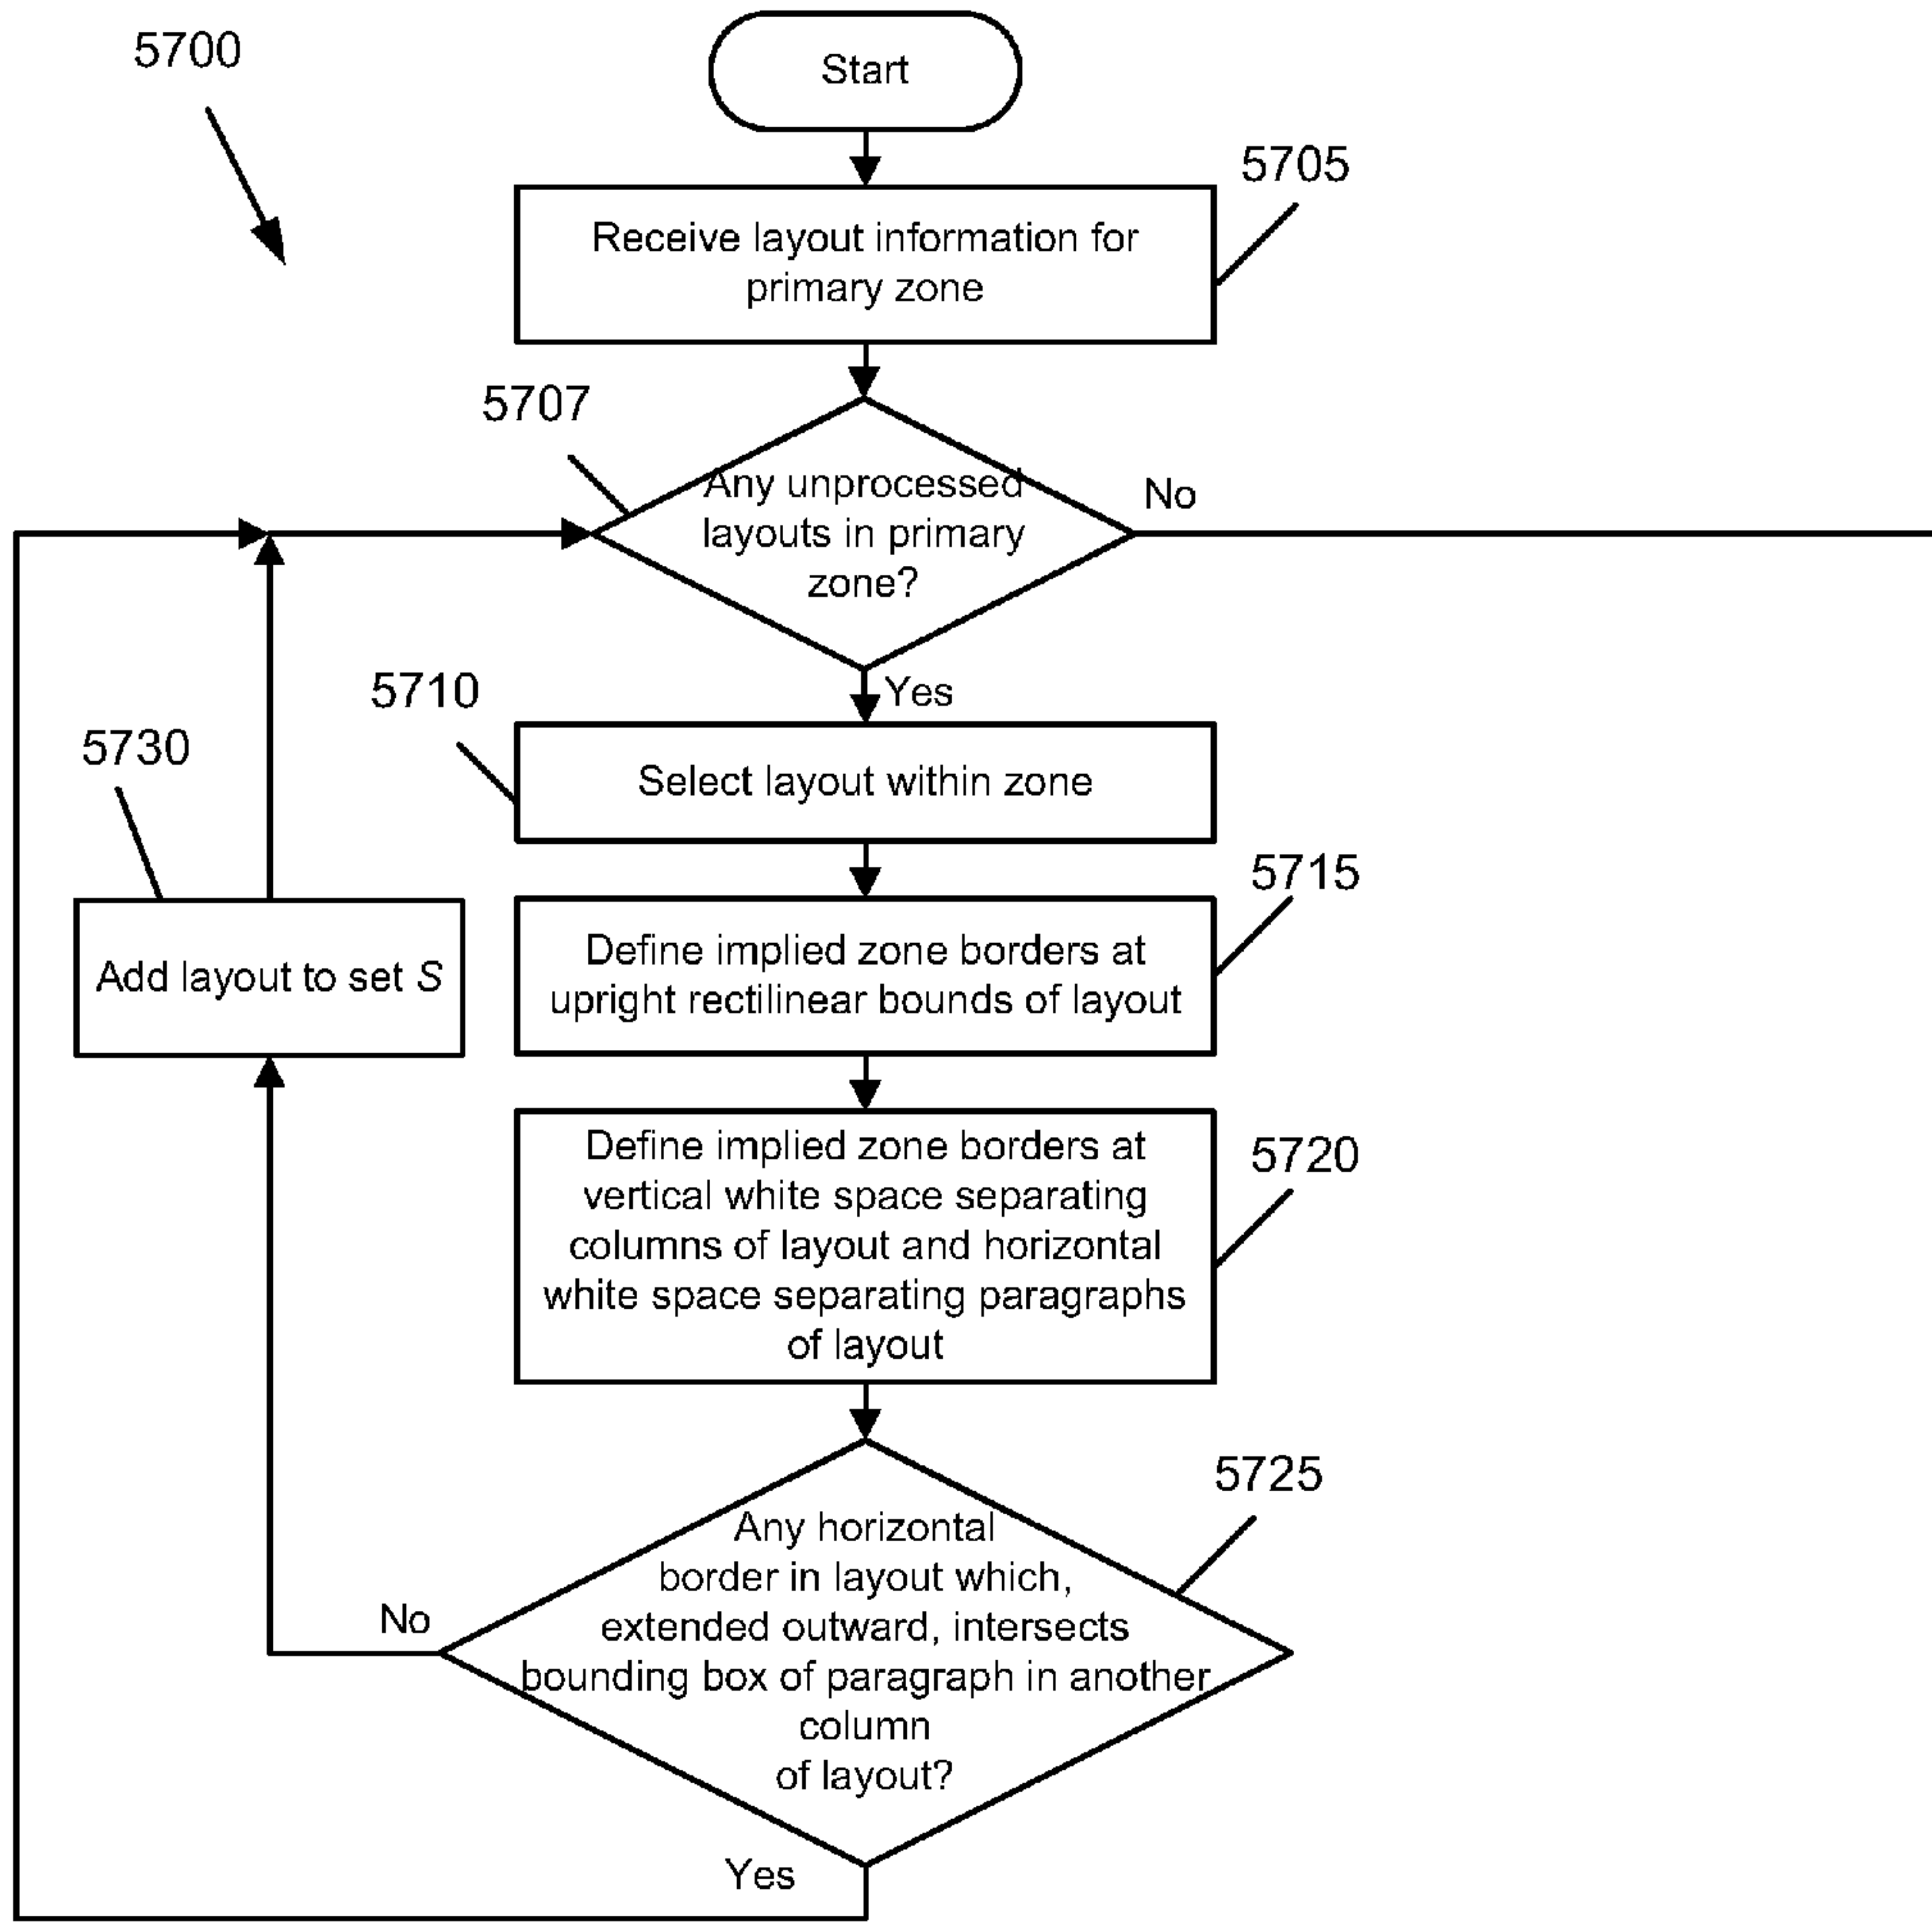 5700
Start
5705
Receive layout information for
primary zone
5707
Any unprocessed
layouts in primary
zone?
No
Yes
5710
Select layout within zone
5730
Add layout to set S
5715
Define implied zone borders at
upright rectilinear bounds of layout
5720
Define implied zone borders at
vertical white space separating
columns of layout and horizontal
white space separating paragraphs
of layout
5725
Any horizontal
border in layout which,
extended outward, intersects
bounding box of paragraph in another
column
of layout?
No
Yes